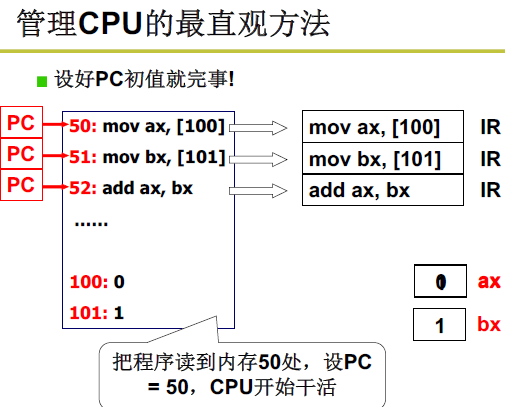 管理CPU的最直观方法
设好PC初值就完事!
PC 50: mov ax, [100] mov ax, [100] IR
PC 51: mov bx, [101] mov bx, [101] IR
PC 52: add ax, bx add ax, bx IR
......
100: 0 ax
101: 1 1 bx
把程序读到内存50处，设PC
= 50，CPU开始干活